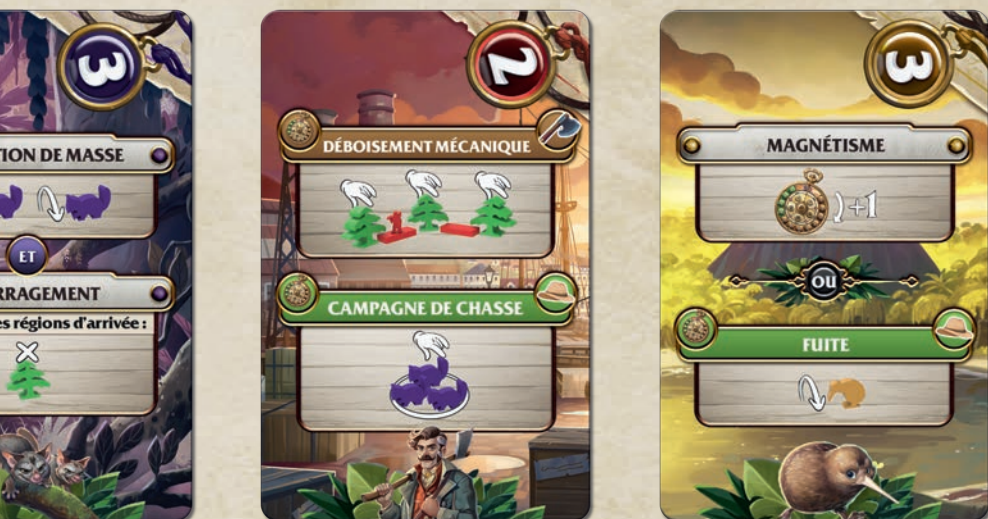 3
TION DE MASSE
ET
RRAGEMENT
es régions d'arrivée :
2
DÉBOISEMENT MÉCANIQUE
CAMPAGNE DE CHASSE
3
MAGNÉTISME
+1
OU
FUITE